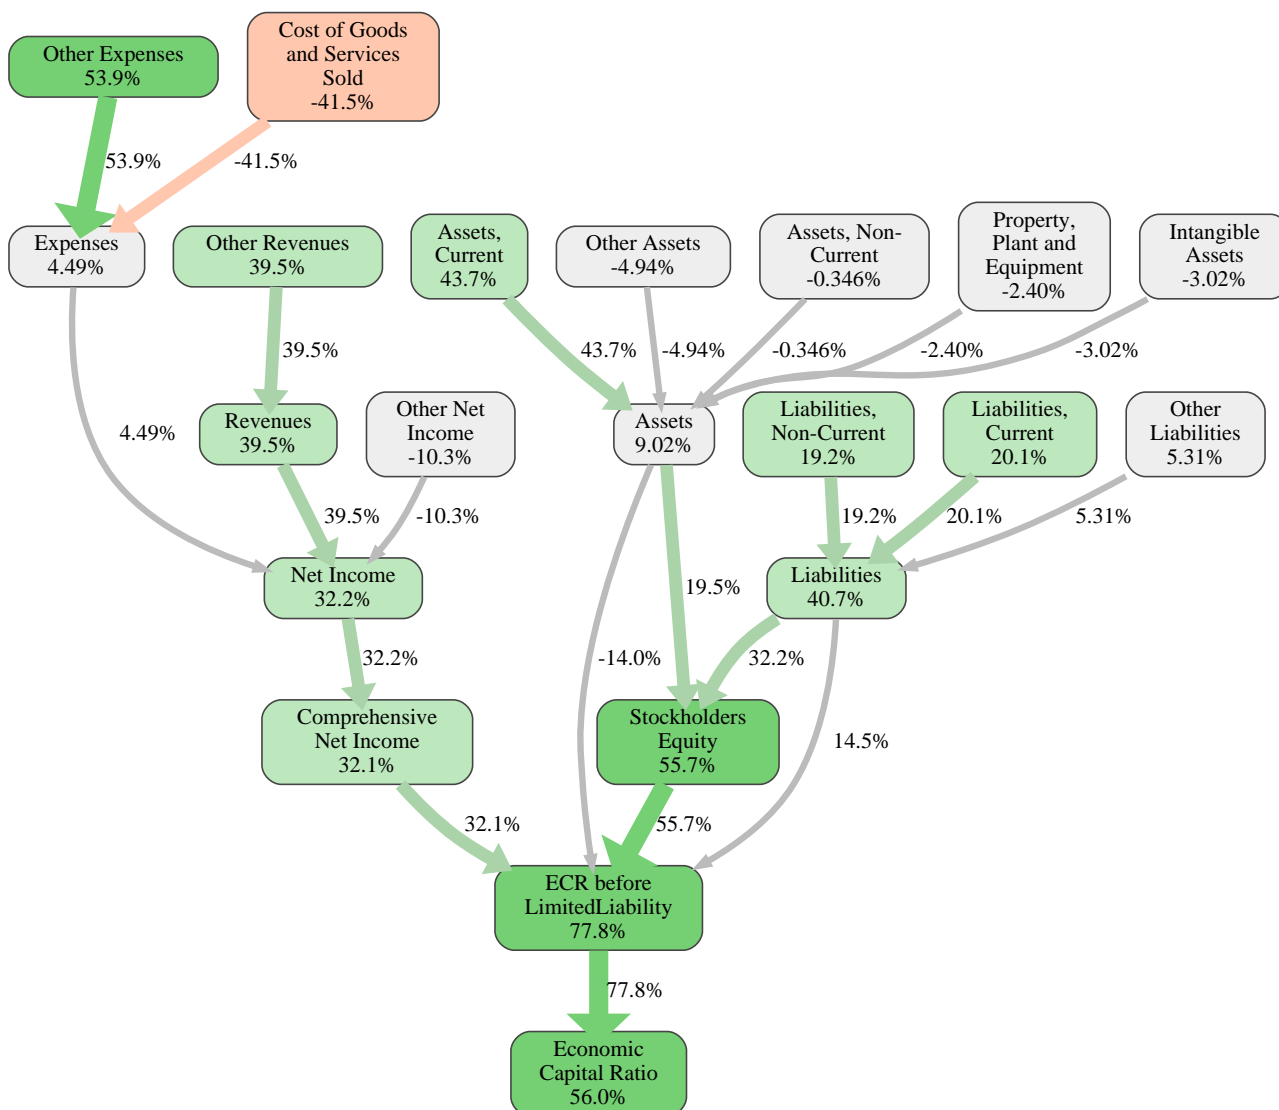 Cost of Goods
and Services
Sold
-41.5%
Other Expenses
53.9%
53.9%
-41.5%
Expenses
4.49%
Other Revenues
39.5%
Assets,
Current
43.7%
Other Assets
-4.94%
Assets, Non-
Current
-0.346%
Property,
Plant and
Equipment
-2.40%
Intangible
Assets
-3.02%
39.5%
43.7%
-4.94%
-0.346%
-2.40%
-3.02%
4.49%
Revenues
39.5%
Other Net
Income
-10.3%
Assets
9.02%
Liabilities,
Non-Current
19.2%
Liabilities,
Current
20.1%
Other
Liabilities
5.31%
39.5%
-10.3%
19.2%
20.1%
5.31%
Net Income
32.2%
19.5%
Liabilities
40.7%
32.2%
-14.0%
32.2%
Comprehensive
Net Income
32.1%
Stockholders
Equity
55.7%
14.5%
32.1%
55.7%
ECR before
LimitedLiability
77.8%
77.8%
Economic
Capital Ratio
56.0%